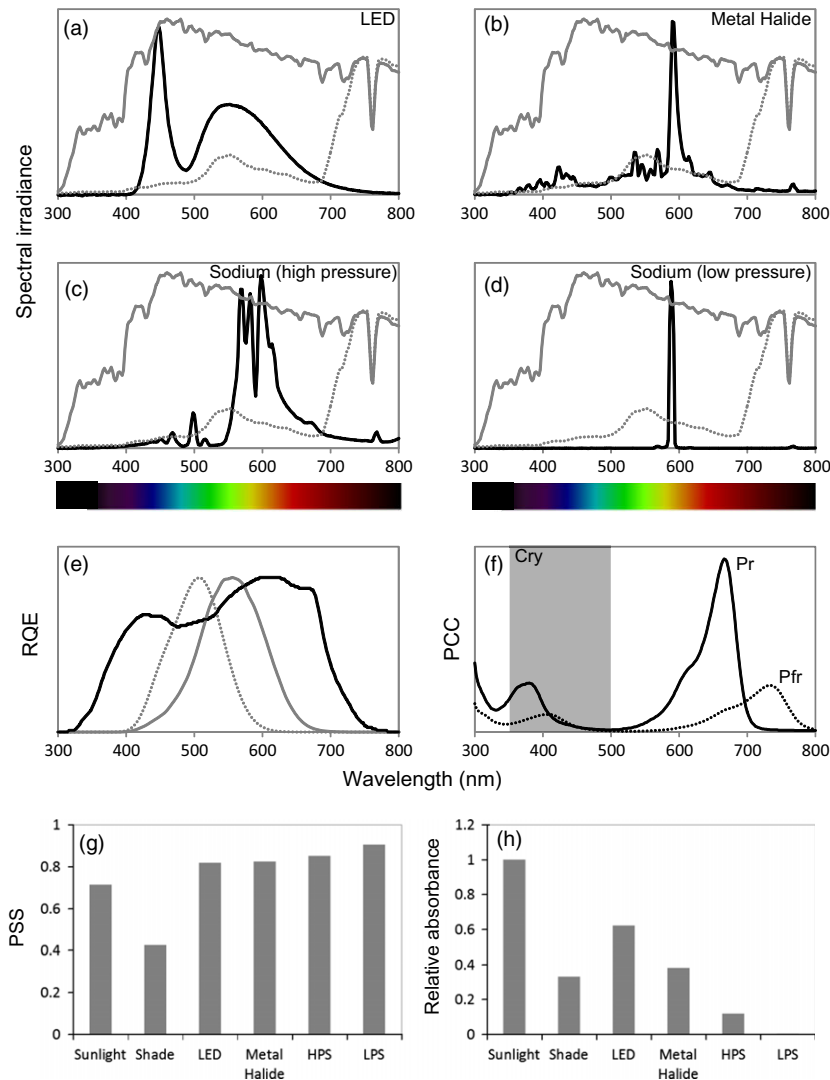 (a)
LED
(b)
Metal Halide
300 400 500 600 700 800
300 400 500 600 700 800
Spectral irradiance
(c)
Sodium (high pressure)
(d)
Sodium (low pressure)
300 400 500 600 700 800
300 400 500 600 700 800
(e)
RQE
300 400 500 600 700 800
(f)
Cry
Pr
Pfr
PCC
300 400 500 600 700 800
Wavelength (nm)
(g)
PSS
1
0.8
0.6
0.4
0.2
0
Sunlight Shade LED Metal Halide HPS LPS
(h)
Relative absorbance
1.2
1
0.8
0.6
0.4
0.2
0
Sunlight Shade LED Metal Halide HPS LPS